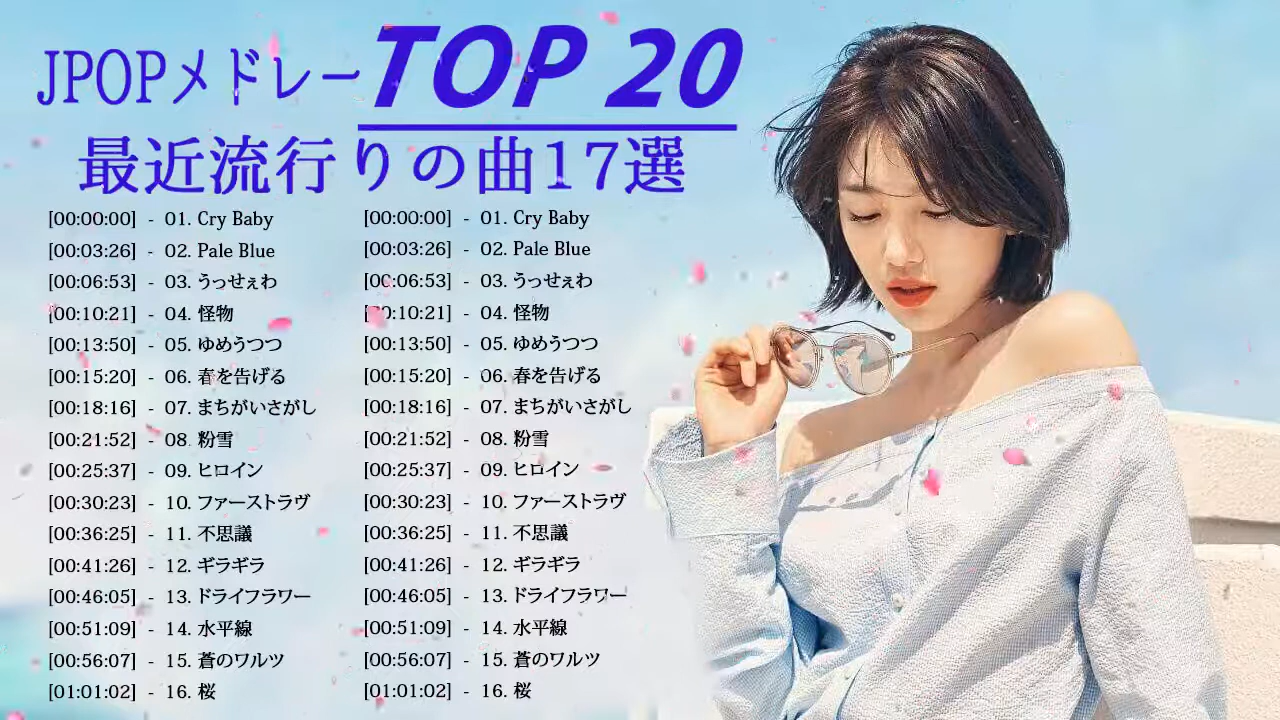 JPOPメドレーTOP 20
最近流行りの曲17選
[00:00:00] - 01. Cry Baby
[00:03:26] - 02. Pale Blue
[00:06:53] - 03. うっせぇわ
[00:10:21] - 04. 怪物
[00:13:50] - 05. ゆめうつつ
[00:15:20] - 06. 春を告げる
[00:18:16] - 07. まちがいさがし
[00:21:52] - 08. 粉雪
[00:25:37] - 09. ヒロイン
[00:30:23] - 10. ファーストラヴ
[00:36:25] - 11. 不思議
[00:41:26] - 12. ギラギラ
[00:46:05] - 13. ドライフラワー
[00:51:09] - 14. 水平線
[00:56:07] - 15. 蒼のワルツ
[01:01:02] - 16. 桜
[00:00:00] - 01. Cry Baby
[00:03:26] - 02. Pale Blue
[00:06:53] - 03. うっせぇわ
[00:10:21] - 04. 怪物
[00:13:50] - 05. ゆめうつつ
[00:15:20] - 06. 春を告げる
[00:18:16] - 07. まちがいさがし
[00:21:52] - 08. 粉雪
[00:25:37] - 09. ヒロイン
[00:30:23] - 10. ファーストラヴ
[00:36:25] - 11. 不思議
[00:41:26] - 12. ギラギラ
[00:46:05] - 13. ドライフラワー
[00:51:09] - 14. 水平線
[00:56:07] - 15. 蒼のワルツ
[01:01:02] - 16. 桜